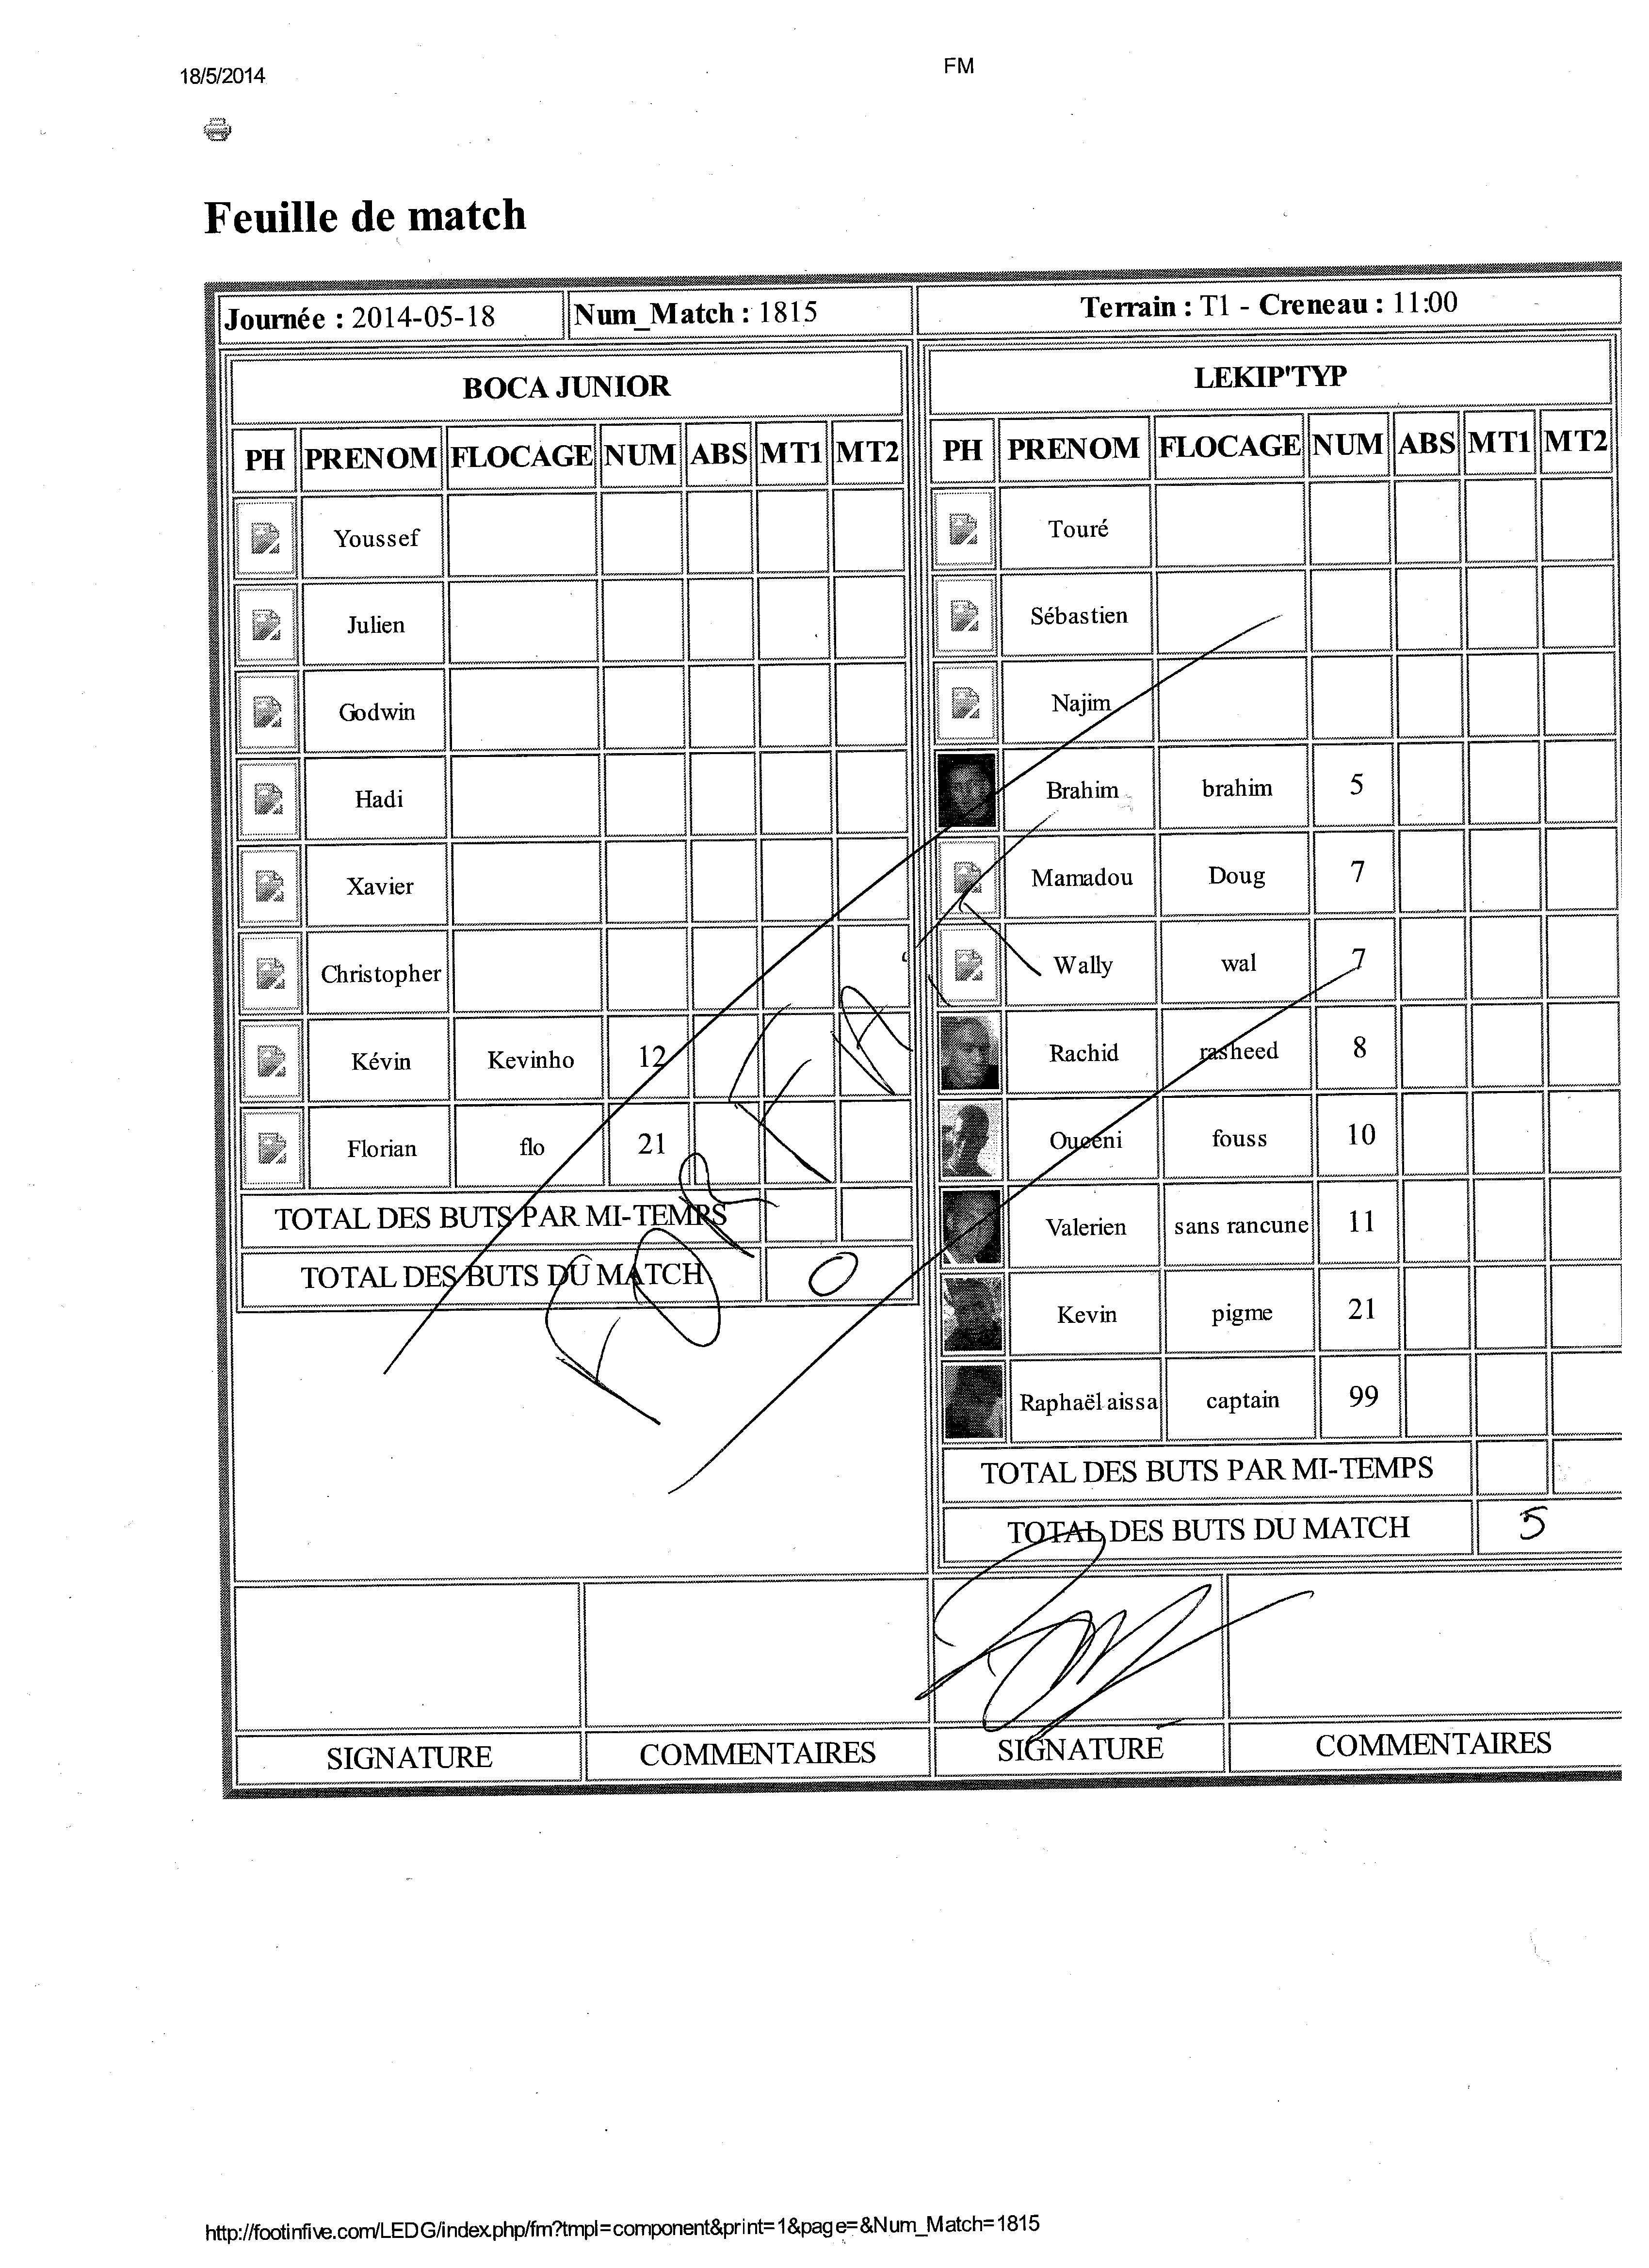 18/5/2014 FM
Feuille de match
Journée : 2014-05-18 Num_Match : 1815 Terrain : T1 - Creneau : 11:00
BOCA JUNIOR
PH PRENOM FLOCAGE NUM ABS MT1 MT2
Youssef
Julien
Godwin
Hadi
Xavier
Christopher
Kévin Kevinho 12
Florian flo 21
TOTAL DES BUTS PAR MI-TEMPS
TOTAL DES BUTS DU MATCH 0
LEKIP'TYP
PH PRENOM FLOCAGE NUM ABS MT1 MT2
Touré
Sébastien
Najim
Brahim brahim 5
Mamadou Doug 7
Wally wal 7
Rachid rasheed 8
Ouceni fouss 10
Valerien sans rancune 11
Kevin pigme 21
Raphaël aissa captain 99
TOTAL DES BUTS PAR MI-TEMPS
TOTAL DES BUTS DU MATCH 5
FORFAIT
SIGNATURE COMMENTAIRES SIGNATURE COMMENTAIRES
http://footinfive.com/LEDG/index.php/fm?tmpl=component&print=1&page=&Num_Match=1815